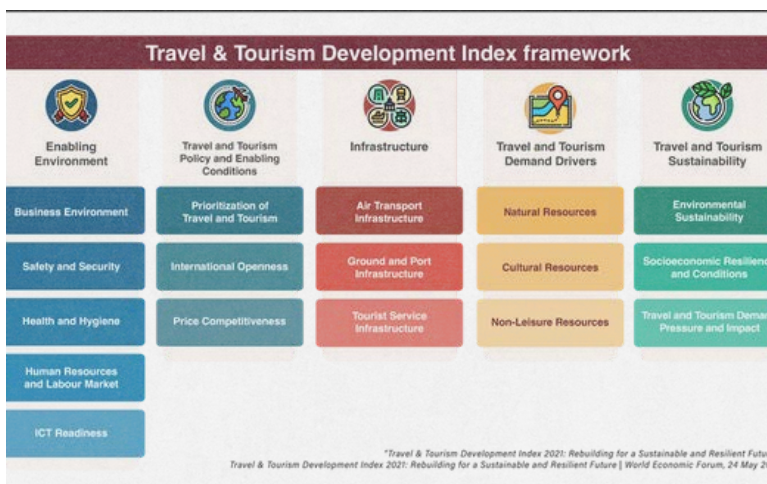 Travel & Tourism Development Index framework
Enabling
Environment
Business Environment
Safety and Security
Health and Hygiene
Human Resources
and Labour Market
ICT Readiness
Travel and Tourism
Policy and Enabling
Conditions
Prioritization of
Travel and Tourism
International Openness
Price Competitiveness
Infrastructure
Air Transport
Infrastructure
Ground and Port
Infrastructure
Tourist Service
Infrastructure
Travel and Tourism
Demand Drivers
Natural Resources
Cultural Resources
Non-Leisure Resources
Travel and Tourism
Sustainability
Environmental
Sustainability
Socioeconomic Resilienc
and Conditions
Travel and Tourism Deman
Pressure and Impact
"Travel & Tourism Development Index 2021: Rebuilding for a Sustainable and Resilient Futu
Travel & Tourism Development Index 2021: Rebuilding for a Sustainable and Resilient Future | World Economic Forum, 24 May 2